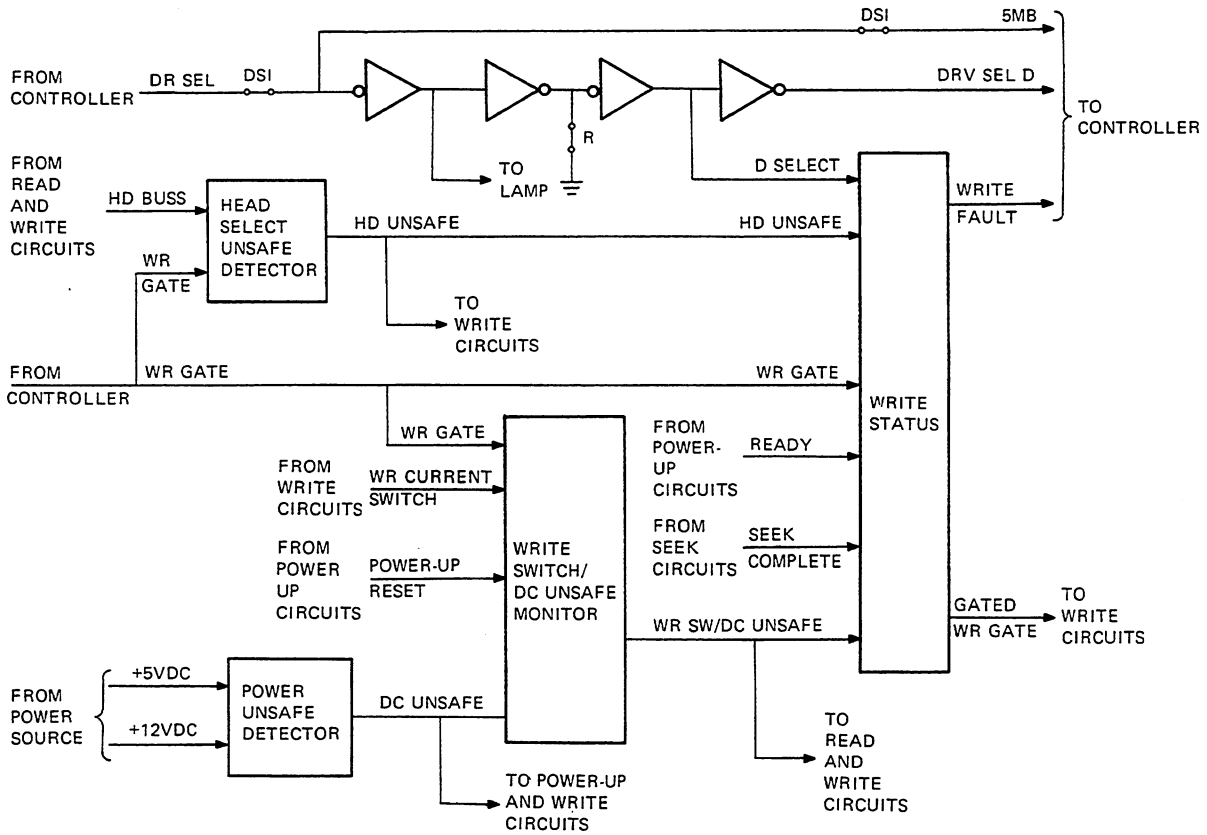 DSI
5MB
FROM
CONTROLLER
DR SEL
DSI
DRV SEL D
TO
CONTROLLER
R
TO
LAMP
D SELECT
WRITE
FAULT
FROM
READ
AND
WRITE
CIRCUITS
HD BUSS
HEAD
SELECT
UNSAFE
DETECTOR
HD UNSAFE
HD UNSAFE
WR
GATE
TO
WRITE
CIRCUITS
FROM
CONTROLLER
WR GATE
WR GATE
WRITE
STATUS
WR GATE
FROM
WRITE
CIRCUITS
WR CURRENT
SWITCH
FROM
POWER-
UP
CIRCUITS
READY
FROM
POWER
UP
CIRCUITS
POWER-UP
RESET
WRITE
SWITCH/
DC UNSAFE
MONITOR
FROM
SEEK
CIRCUITS
SEEK
COMPLETE
WR SW/DC UNSAFE
GATED
WR GATE
TO
WRITE
CIRCUITS
FROM
POWER
SOURCE
+5VDC
+12VDC
POWER
UNSAFE
DETECTOR
DC UNSAFE
TO POWER-UP
AND WRITE
CIRCUITS
TO
READ
AND
WRITE
CIRCUITS